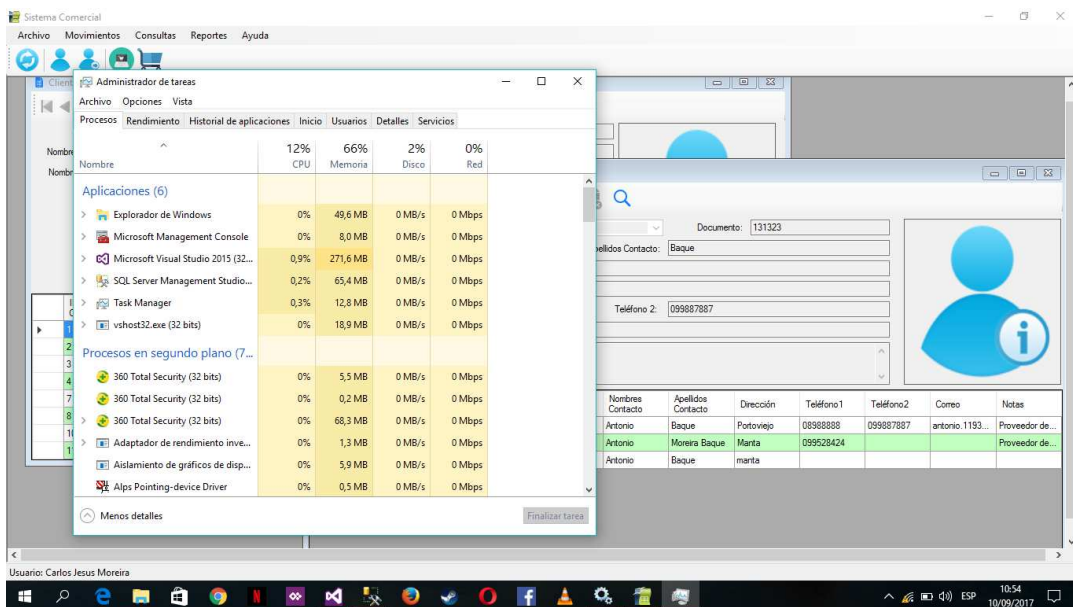 Sistema Comercial
Archivo Movimientos Consultas Reportes Ayuda
Client
Administrador de tareas
Archivo Opciones Vista
Procesos Rendimiento Historial de aplicaciones Inicio Usuarios Detalles Servicios
12% 66% 2% 0%
Nombre CPU Memoria Disco Red
Aplicaciones (6)
Explorador de Windows 0% 49,6 MB 0 MB/s 0 Mbps
Microsoft Management Console 0% 8,0 MB 0 MB/s 0 Mbps
Microsoft Visual Studio 2015 (32... 0,9% 271,6 MB 0 MB/s 0 Mbps
SQL Server Management Studio... 0,2% 65,4 MB 0 MB/s 0 Mbps
Task Manager 0,3% 12,8 MB 0 MB/s 0 Mbps
vshost32.exe (32 bits) 0% 18,9 MB 0 MB/s 0 Mbps
Procesos en segundo plano (7...
360 Total Security (32 bits) 0% 5,5 MB 0 MB/s 0 Mbps
360 Total Security (32 bits) 0% 0,2 MB 0 MB/s 0 Mbps
360 Total Security (32 bits) 0% 68,3 MB 0 MB/s 0 Mbps
Adaptador de rendimiento inve... 0% 1,3 MB 0 MB/s 0 Mbps
Aislamiento de gráficos de disp... 0% 5,9 MB 0 MB/s 0 Mbps
Alps Pointing-device Driver 0% 0,5 MB 0 MB/s 0 Mbps
Menos detalles Finalizar tarea
Nombre
Nombr
1
2
3
4
7
8
10
11
Documento: 131323
ellidos Contacto: Baque
Teléfono 2: 099887887
Nombres Contacto Apellidos Contacto Dirección Teléfono1 Teléfono2 Correo Notas
Antonio Baque Portoviejo 08988888 099887887 antonio.1193... Proveedor de...
Antonio Moreira Baque Manta 099528424 Proveedor de...
Antonio Baque manta
Usuario: Carlos Jesus Moreira
ESP 10:54
10/09/2017